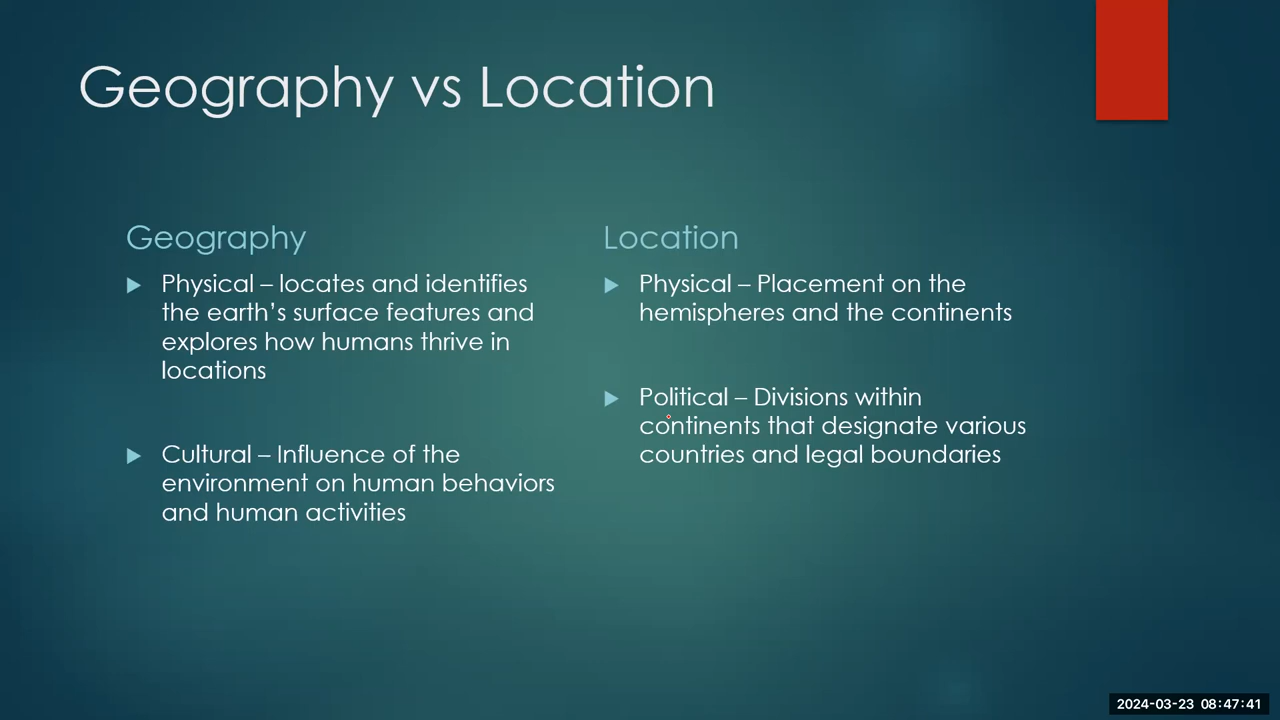 Geography vs Location
Geography
Physical – locates and identifies
the earth’s surface features and
explores how humans thrive in
locations
Cultural – Influence of the
environment on human behaviors
and human activities
Location
Physical – Placement on the
hemispheres and the continents
Political – Divisions within
continents that designate various
countries and legal boundaries
2024-03-23 08:47:41